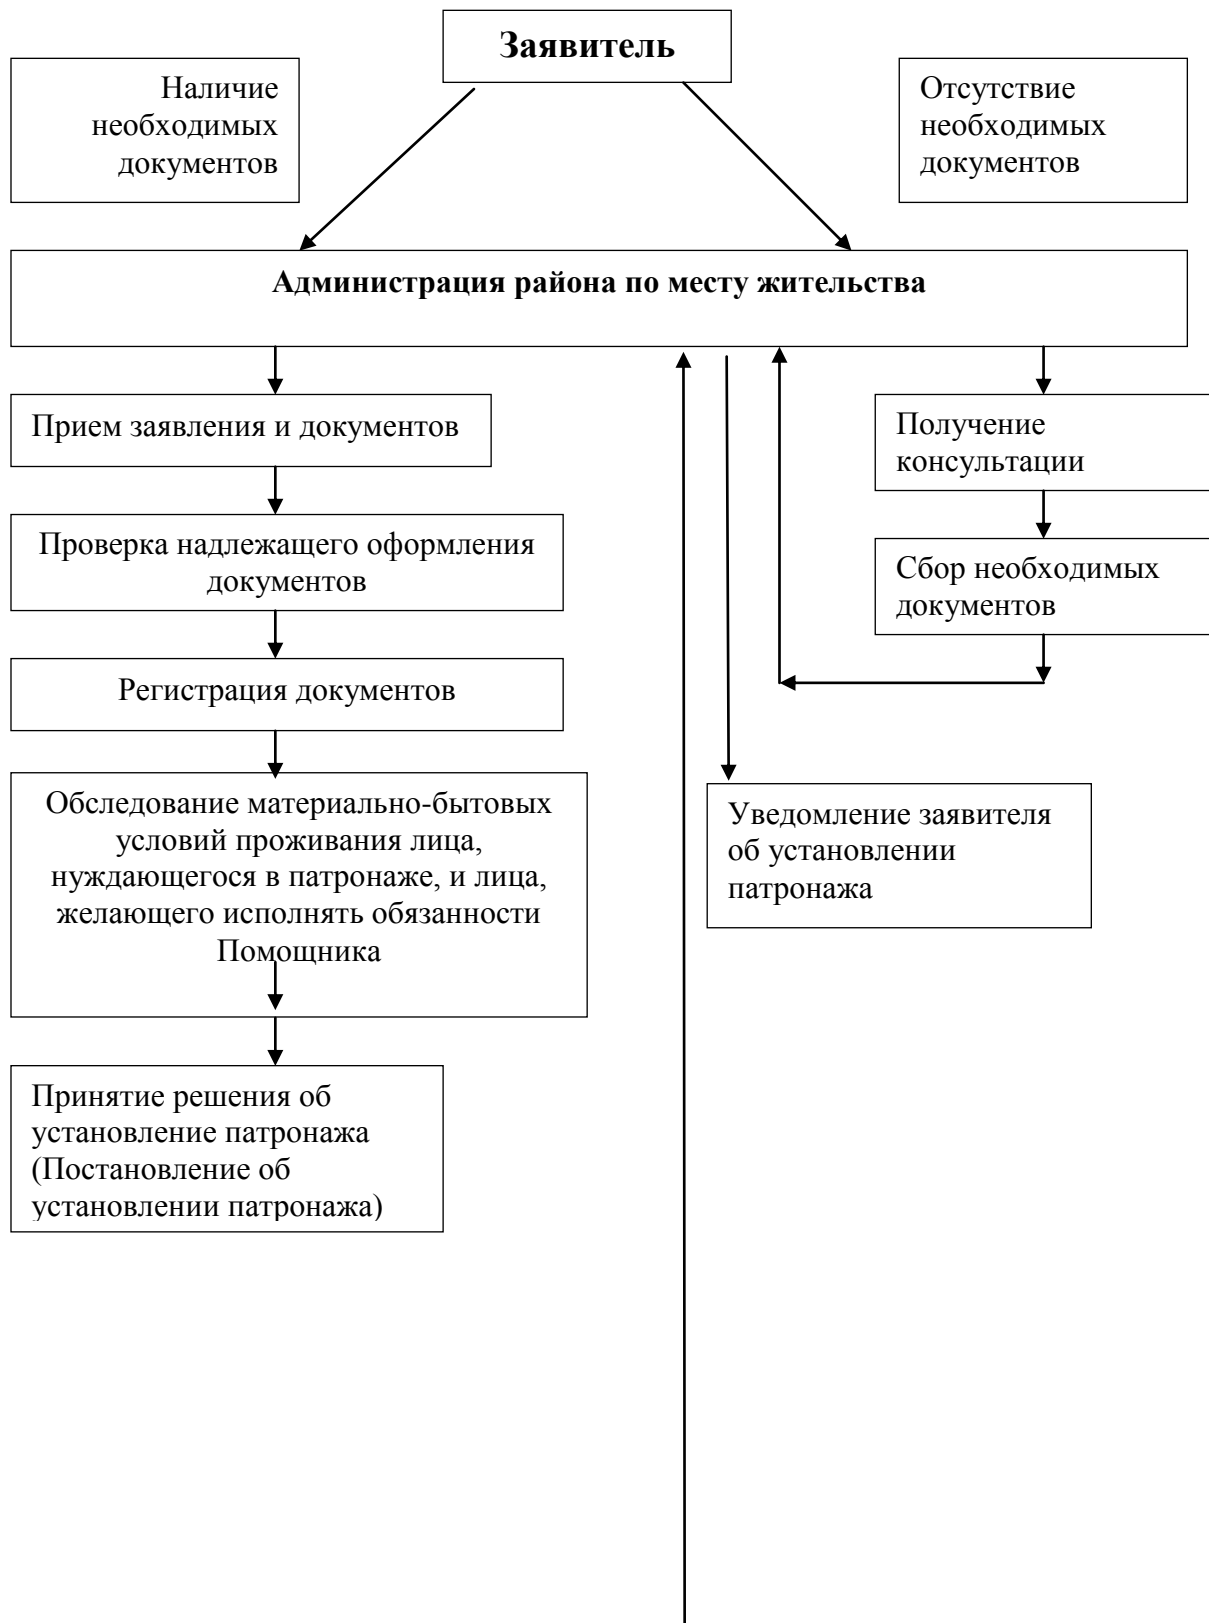 Заявитель
Наличие
необходимых
документов
Отсутствие
необходимых
документов
Администрация района по месту жительства
Прием заявления и документов
Проверка надлежащего оформления
документов
Регистрация документов
Обследование материально-бытовых
условий проживания лица,
нуждающегося в патронаже, и лица,
желающего исполнять обязанности
Помощника
Принятие решения об
установление патронажа
(Постановление об
установлении патронажа)
Получение
консультации
Сбор необходимых
документов
Уведомление заявителя
об установлении
патронажа